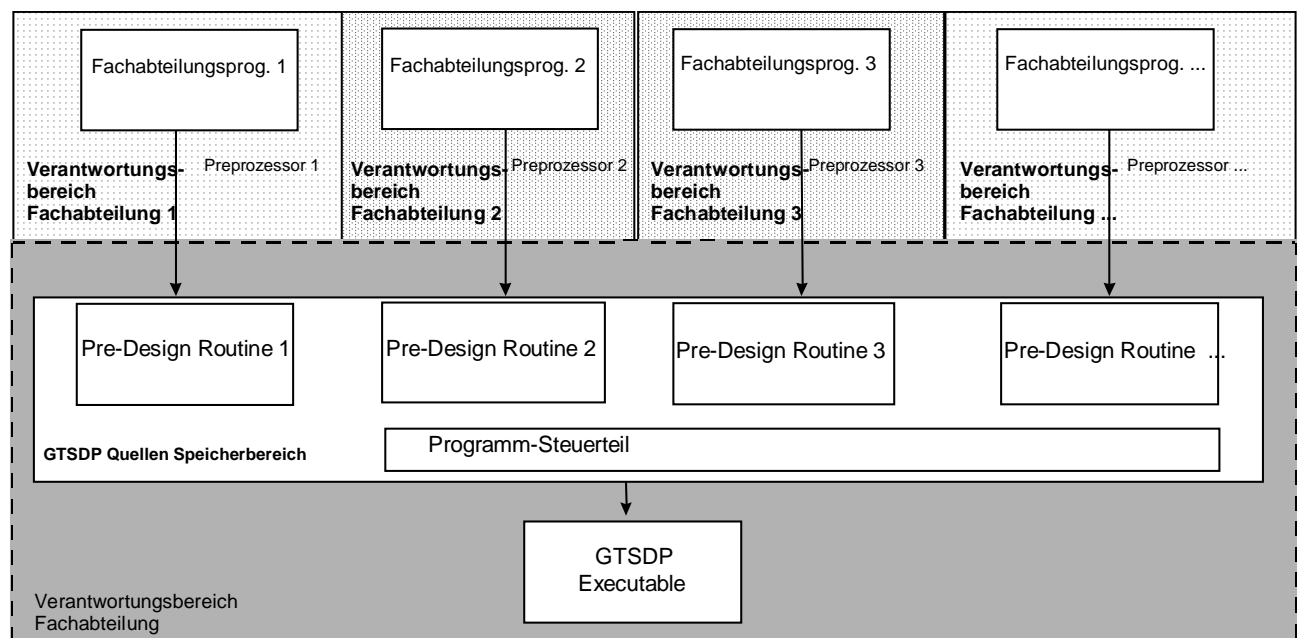 Fachabteilungsprog. 1
Fachabteilungsprog. 2
Fachabteilungsprog. 3
Fachabteilungsprog. ...
Verantwortungs-
bereich
Fachabteilung 1
Preprozessor 1
Verantwortungs-
bereich
Fachabteilung 2
Preprozessor 2
Verantwortungs-
bereich
Fachabteilung 3
Preprozessor 3
Verantwortungs-
bereich
Fachabteilung ...
Preprozessor ...
Pre-Design Routine 1
Pre-Design Routine 2
Pre-Design Routine 3
Pre-Design Routine ...
GTSDP Quellen Speicherbereich
Programm-Steuerteil
GTSDP
Executable
Verantwortungsbereich
Fachabteilung